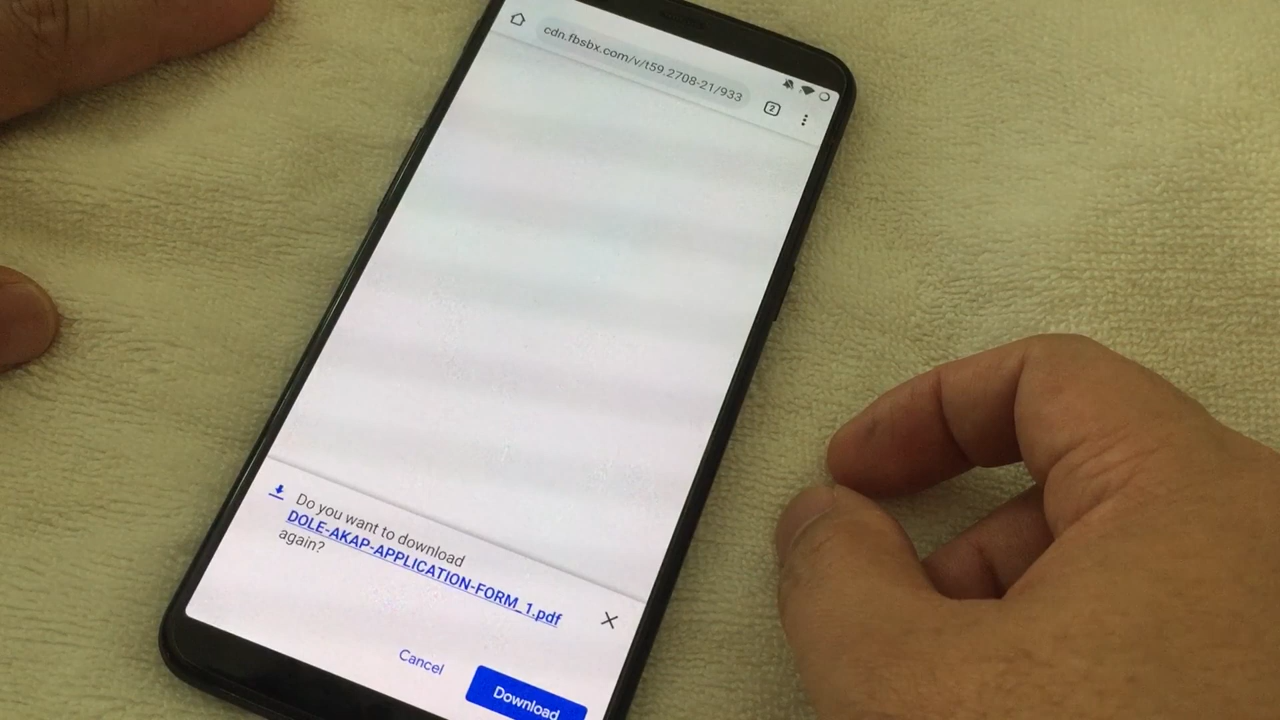 cdn.fbsbx.com/v/t59.2708-21/933
2
Do you want to download
DOLE-AKAP-APPLICATION-FORM_1.pdf
again?
Cancel
Download